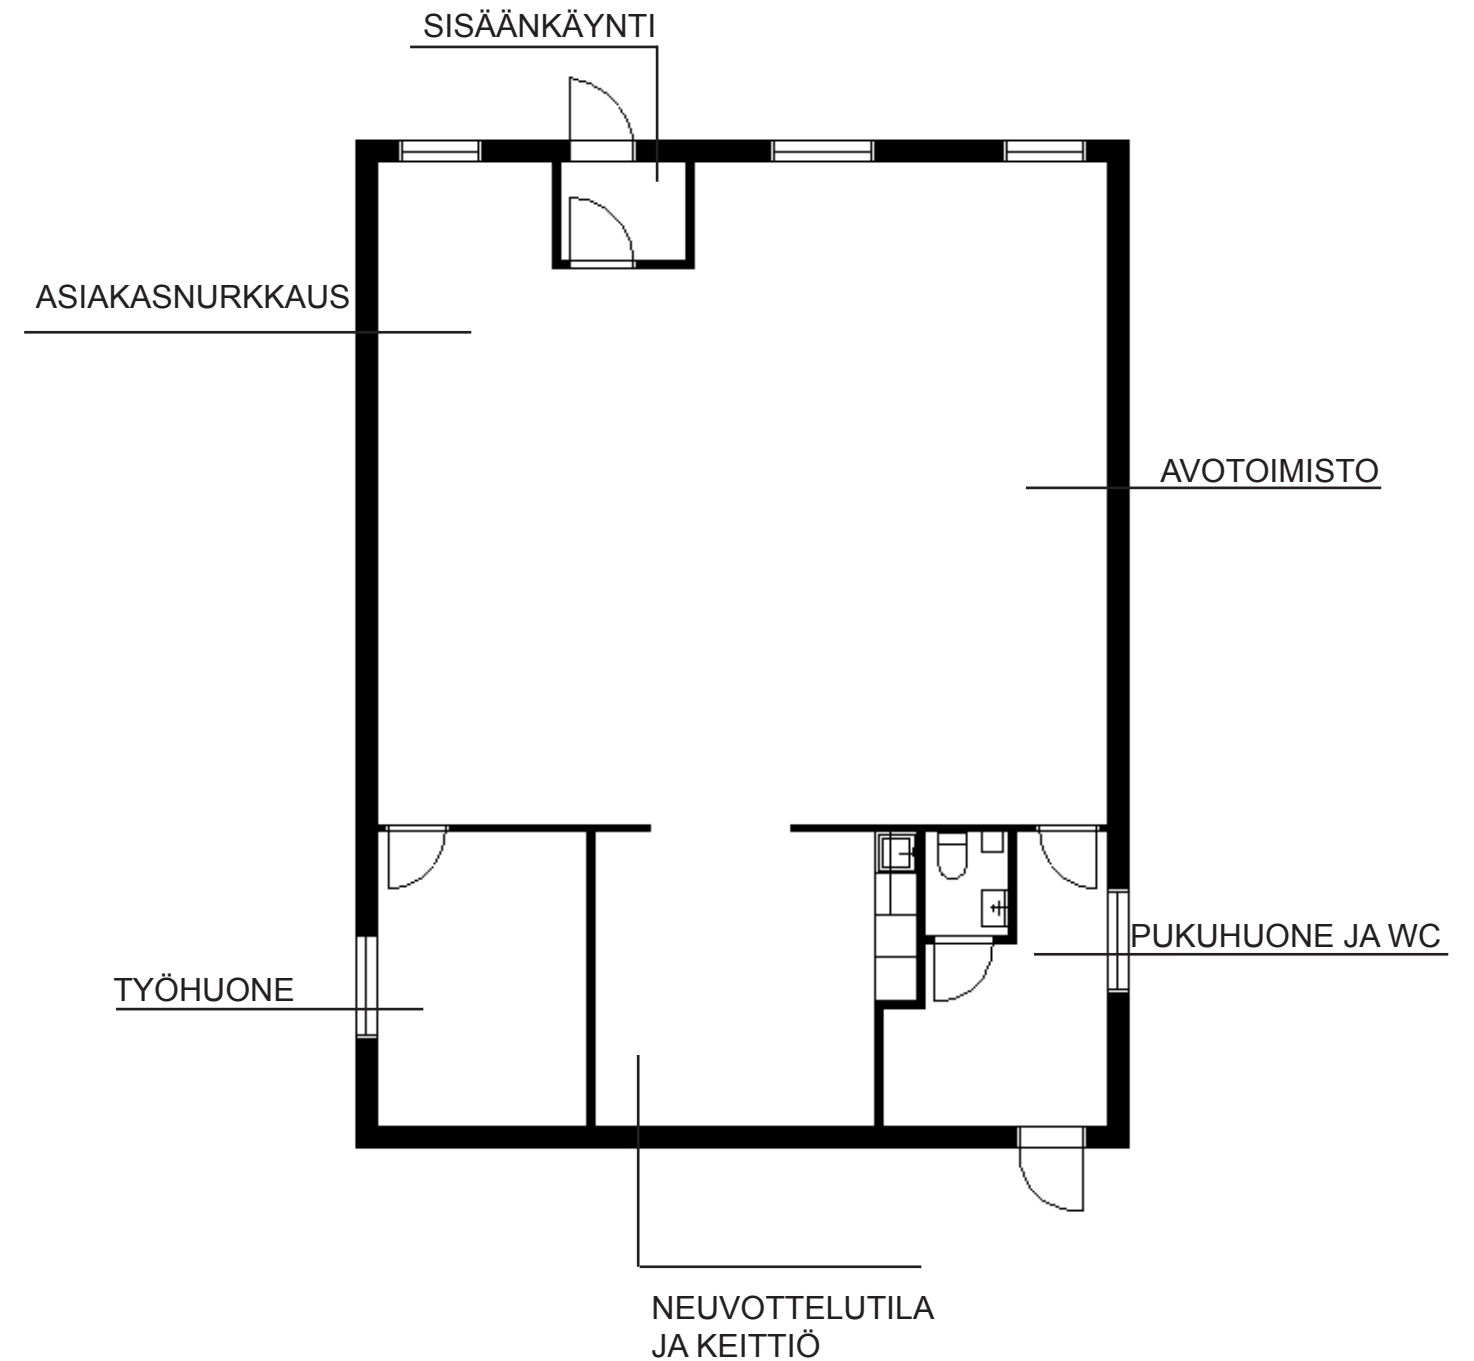 SISÄÄNKÄYNTI
ASIAKASNURKKAUS
AVOTOIMISTO
PUKUHUONE JA WC
TYÖHUONE
NEUVOTTELUTILA
JA KEITTIÖ